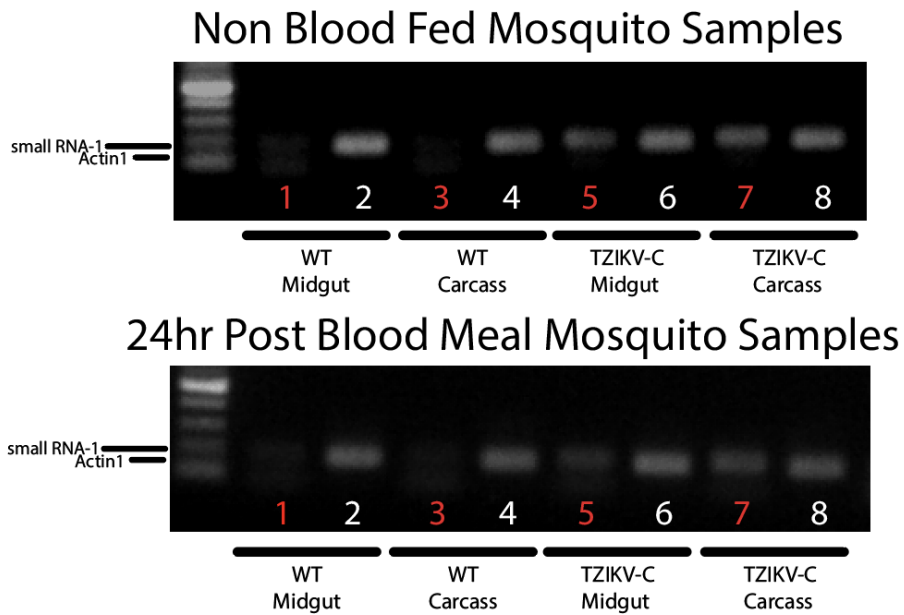 Non Blood Fed Mosquito Samples
small RNA-1
Actin1
1 2 3 4 5 6 7 8
WT Midgut
WT Carcass
TZIKV-C Midgut
TZIKV-C Carcass
24hr Post Blood Meal Mosquito Samples
small RNA-1
Actin1
1 2 3 4 5 6 7 8
WT Midgut
WT Carcass
TZIKV-C Midgut
TZIKV-C Carcass